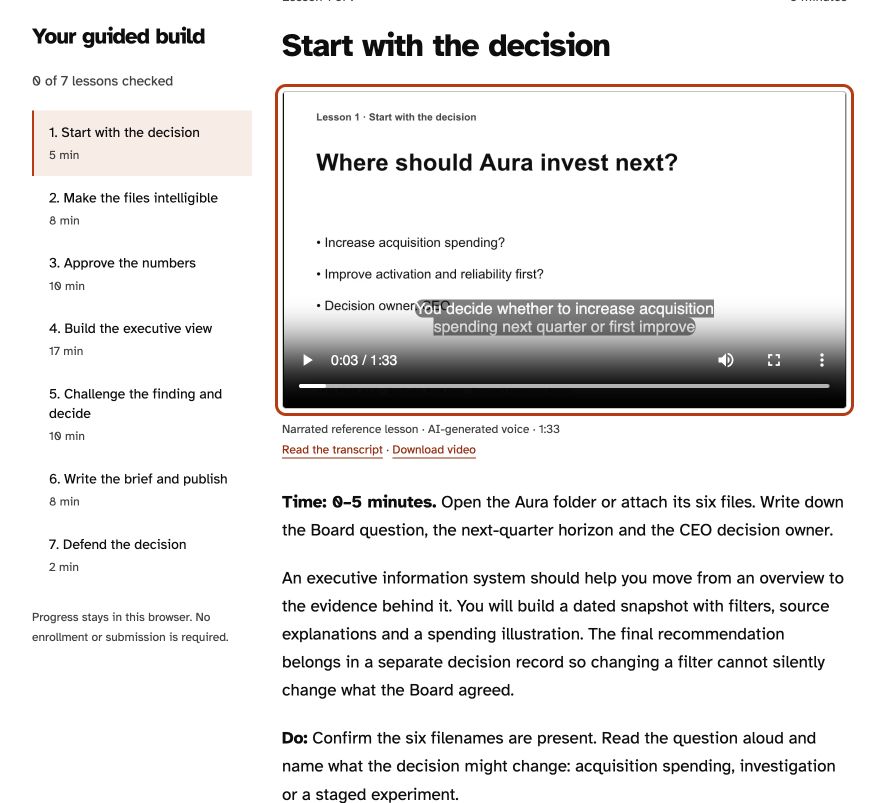 Your guided build
0 of 7 lessons checked
1. Start with the decision
5 min
2. Make the files intelligible
8 min
3. Approve the numbers
10 min
4. Build the executive view
17 min
5. Challenge the finding and
decide
10 min
6. Write the brief and publish
8 min
7. Defend the decision
2 min
Progress stays in this browser. No
enrollment or submission is required.
Start with the decision
Lesson 1 · Start with the decision
Where should Aura invest next?
• Increase acquisition spending?
• Improve activation and reliability first?
• Decision owner: CEO
You decide whether to increase acquisition
spending next quarter or first improve
0:03 / 1:33
Narrated reference lesson · AI-generated voice · 1:33
Read the transcript · Download video
Time: 0–5 minutes. Open the Aura folder or attach its six files. Write down
the Board question, the next-quarter horizon and the CEO decision owner.
An executive information system should help you move from an overview to
the evidence behind it. You will build a dated snapshot with filters, source
explanations and a spending illustration. The final recommendation
belongs in a separate decision record so changing a filter cannot silently
change what the Board agreed.
Do: Confirm the six filenames are present. Read the question aloud and
name what the decision might change: acquisition spending, investigation
or a staged experiment.